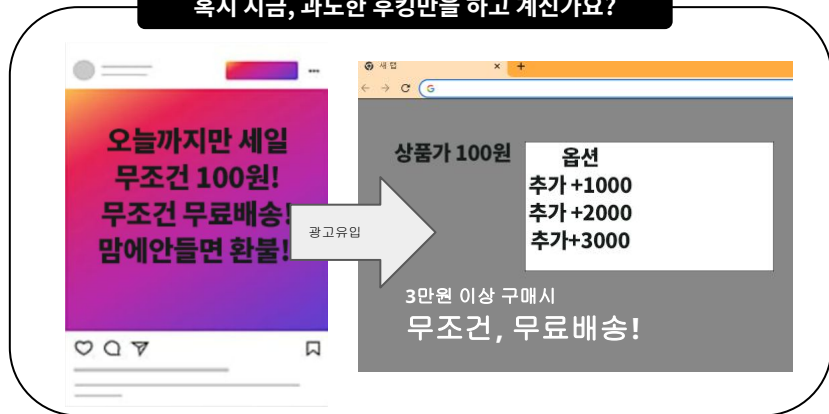 혹시 지금, 과도한 후킹만을 하고 계신가요?
오늘까지만 세일
무조건 100원!
무조건 무료배송!
맘에안들면 환불!
광고유입
새 탭
상품가 100원
옵션
추가 +1000
추가 +2000
추가+3000
3만원 이상 구매시
무조건, 무료배송!